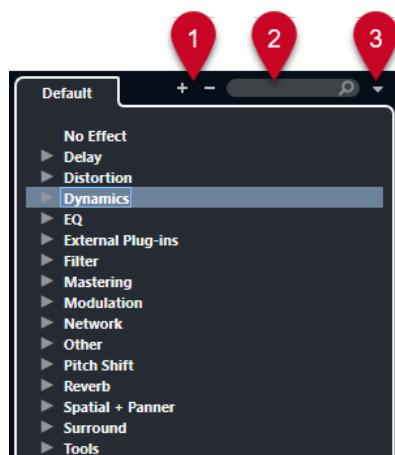 1 2 3
Default + −
No Effect
Delay
Distortion
Dynamics
EQ
External Plug-ins
Filter
Mastering
Modulation
Network
Other
Pitch Shift
Reverb
Spatial + Panner
Surround
Tools